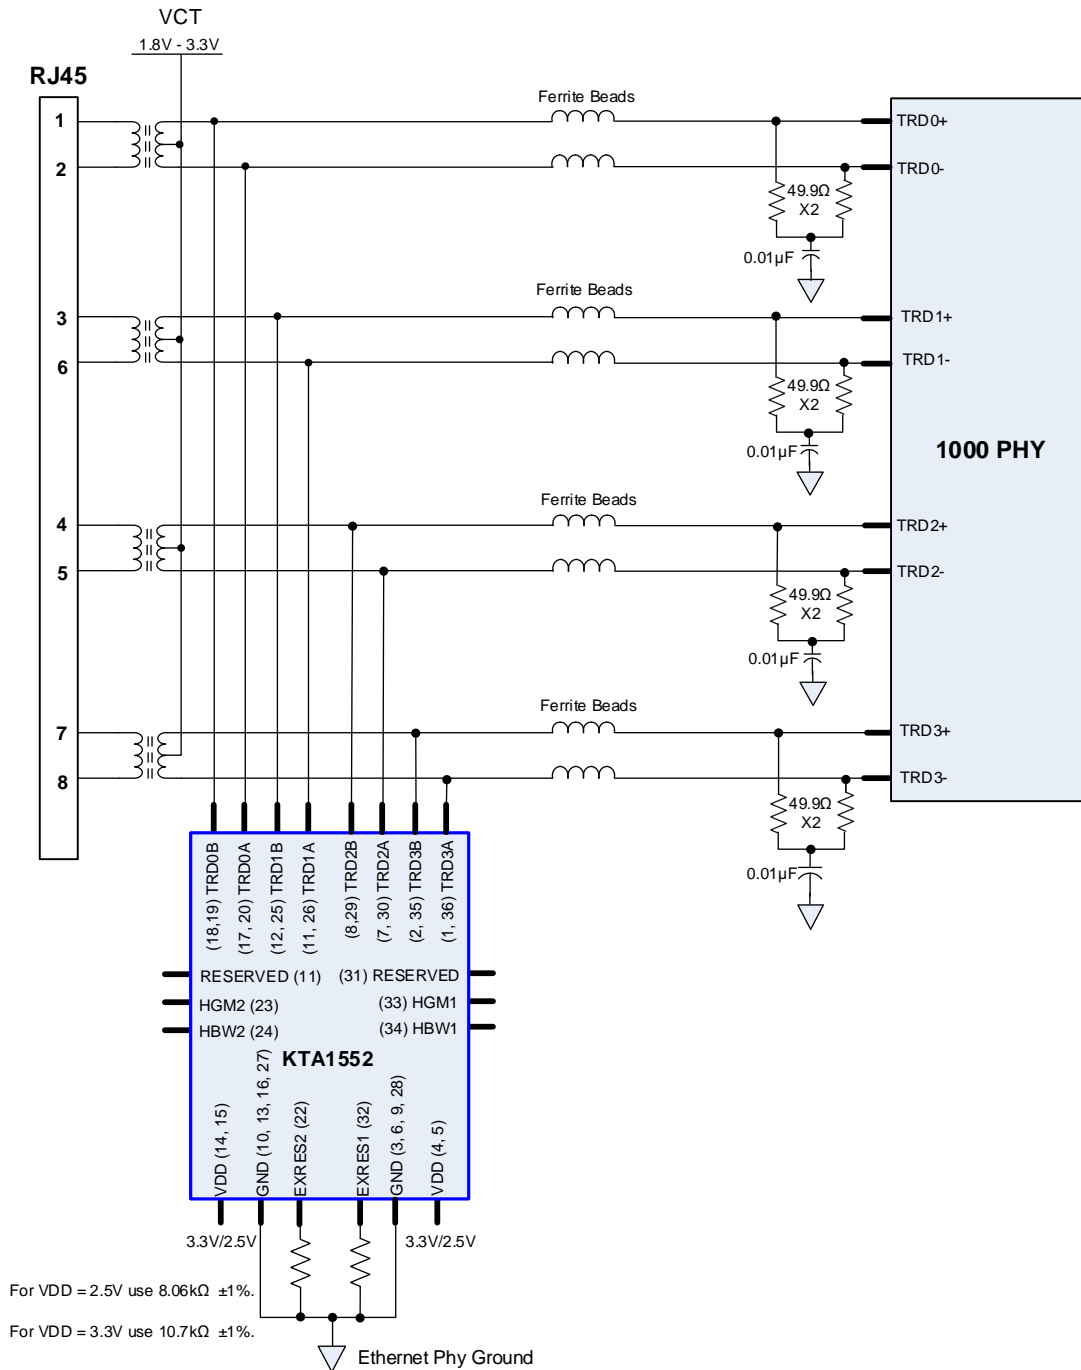 VCT
1.8V - 3.3V
RJ45
1
2
3
6
4
5
7
8
Ferrite Beads
Ferrite Beads
Ferrite Beads
Ferrite Beads
49.9Ω
X2
0.01µF
49.9Ω
X2
0.01µF
49.9Ω
X2
0.01µF
49.9Ω
X2
0.01µF
TRD0+
TRD0-
TRD1+
TRD1-
1000 PHY
TRD2+
TRD2-
TRD3+
TRD3-
(18,19) TRD0B
(17, 20) TRD0A
(12, 25) TRD1B
(11, 26) TRD1A
(8,29) TRD2B
(7, 30) TRD2A
(2, 35) TRD3B
(1, 36) TRD3A
RESERVED (11)
(31) RESERVED
HGM2 (23)
(33) HGM1
HBW2 (24)
(34) HBW1
KTA1552
VDD (14, 15)
GND (10, 13, 16, 27)
EXRES2 (22)
EXRES1 (32)
GND (3, 6, 9, 28)
VDD (4, 5)
3.3V/2.5V
3.3V/2.5V
For VDD = 2.5V use 8.06kΩ ±1%.
For VDD = 3.3V use 10.7kΩ ±1%.
Ethernet Phy Ground